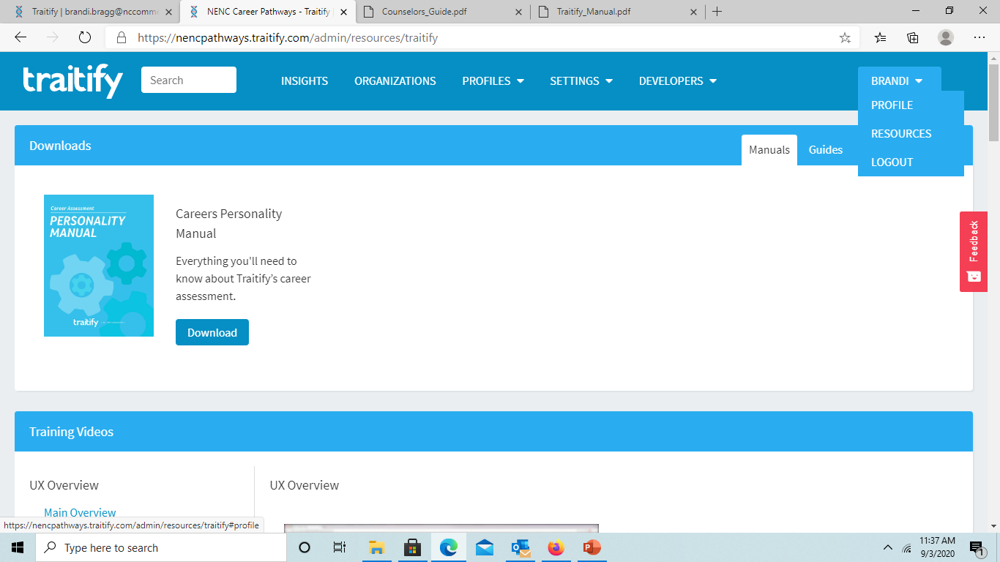 Traitify | brandi.bragg@nccomme
NENC Career Pathways - Traitify
Counselors_Guide.pdf
Traitify_Manual.pdf
https://nencpathways.traitify.com/admin/resources/traitify
traitify
Search
INSIGHTS
ORGANIZATIONS
PROFILES
SETTINGS
DEVELOPERS
BRANDI
PROFILE
RESOURCES
LOGOUT
Downloads
Manuals
Guides
Career Assessment
PERSONALITY
MANUAL
traitify
Careers Personality
Manual
Everything you'll need to
know about Traitify’s career
assessment.
Download
Feedback
Training Videos
UX Overview
Main Overview
UX Overview
https://nencpathways.traitify.com/admin/resources/traitify#profile
Type here to search
11:37 AM
9/3/2020
1